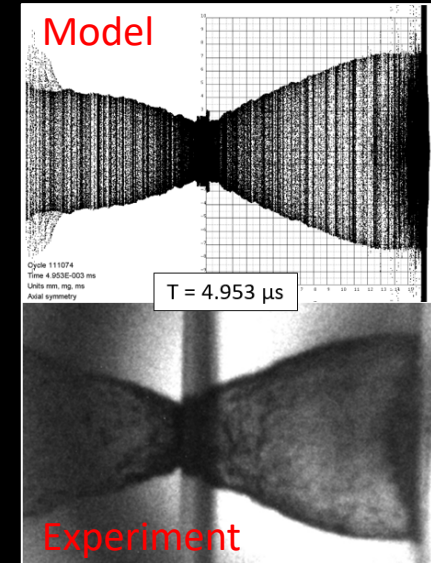 Model
Cycle 111074
Time 4.953E-003 ms
Units mm, mg, ms
Axial symmetry
T = 4.953 µs
Experiment